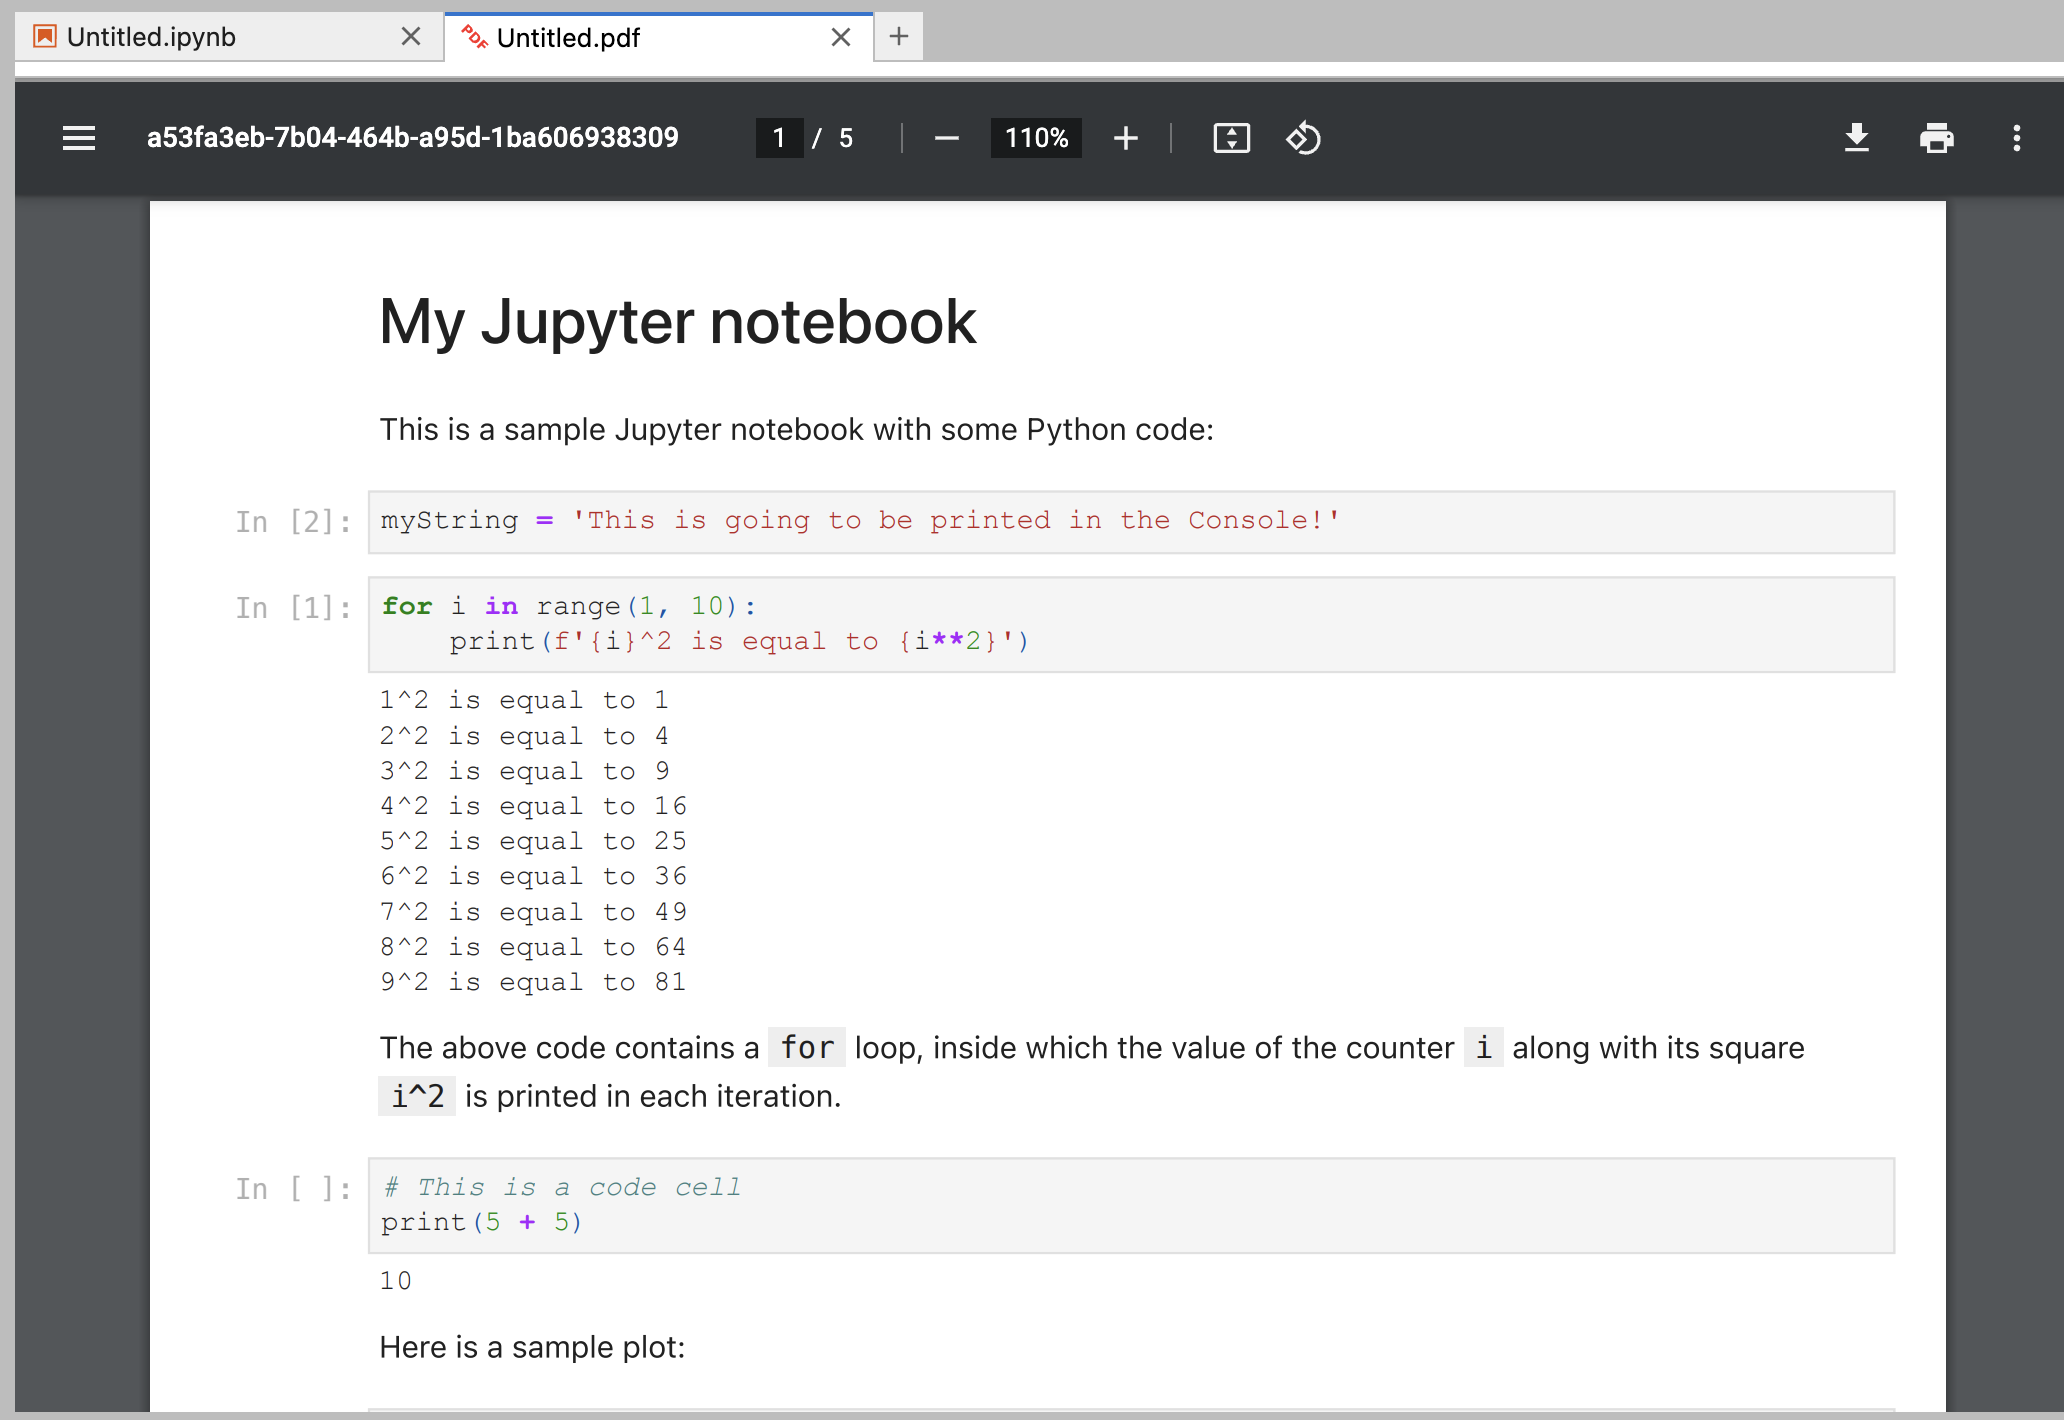 Untitled.ipynb
Untitled.pdf
a53fa3eb-7b04-464b-a95d-1ba606938309 1 / 5 110%
My Jupyter notebook
This is a sample Jupyter notebook with some Python code:
In [2]: myString = 'This is going to be printed in the Console!'
In [1]: for i in range(1, 10):
    print(f'{i}^2 is equal to {i**2}')
1^2 is equal to 1
2^2 is equal to 4
3^2 is equal to 9
4^2 is equal to 16
5^2 is equal to 25
6^2 is equal to 36
7^2 is equal to 49
8^2 is equal to 64
9^2 is equal to 81
The above code contains a for loop, inside which the value of the counter i along with its square
i^2 is printed in each iteration.
In [ ]: # This is a code cell
print(5 + 5)
10
Here is a sample plot: